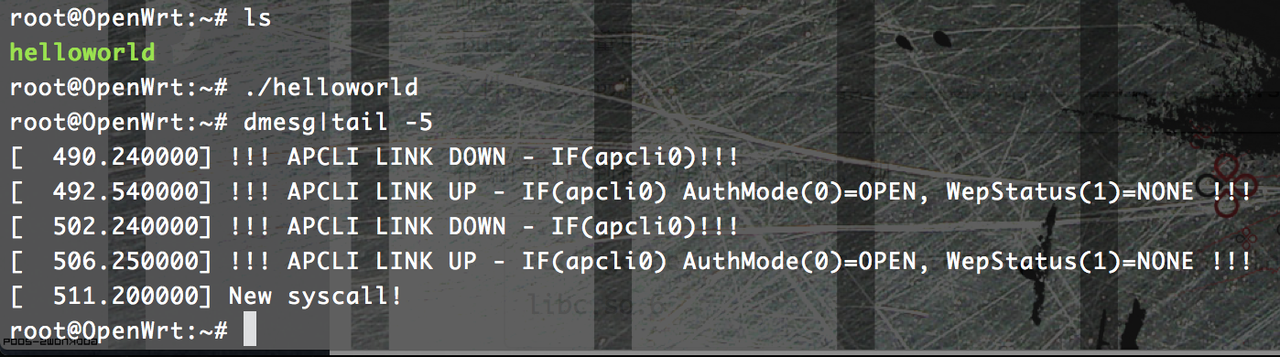 root@OpenWrt:~# ls
helloworld
root@OpenWrt:~# ./helloworld
root@OpenWrt:~# dmesg|tail -5
[  490.240000] !!! APCLI LINK DOWN - IF(apcli0)!!!
[  492.540000] !!! APCLI LINK UP - IF(apcli0) AuthMode(0)=OPEN, WepStatus(1)=NONE !!!
[  502.240000] !!! APCLI LINK DOWN - IF(apcli0)!!!
[  506.250000] !!! APCLI LINK UP - IF(apcli0) AuthMode(0)=OPEN, WepStatus(1)=NONE !!!
[  511.200000] New syscall!
root@OpenWrt:~#